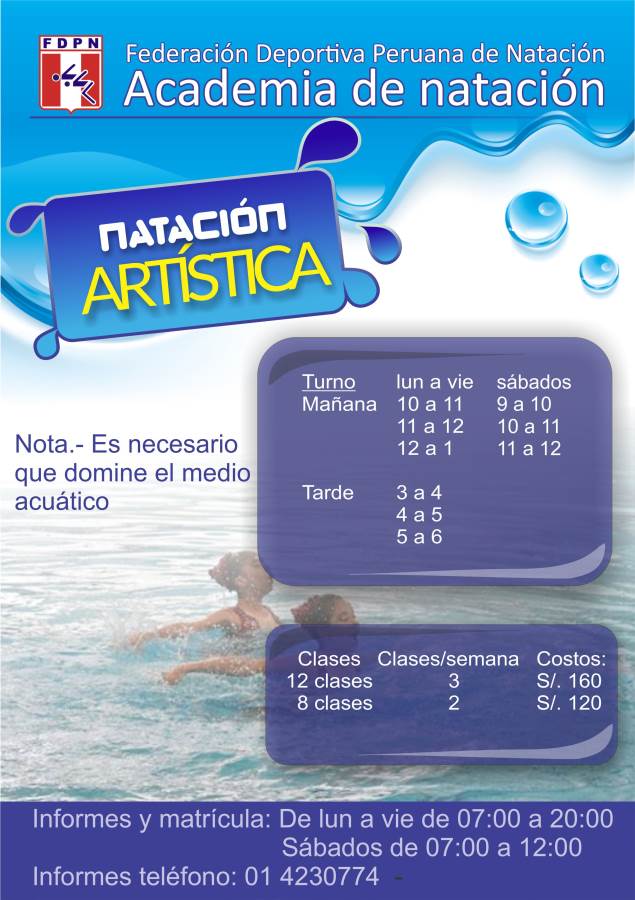 FDPN
Federación Deportiva Peruana de Natación
Academia de natación
NATACIÓN
ARTÍSTICA
Turno lun a vie sábados
Mañana 10 a 11 9 a 10
11 a 12 10 a 11
12 a 1 11 a 12
Nota.- Es necesario
que domine el medio
acuático
Tarde 3 a 4
4 a 5
5 a 6
Clases Clases/semana Costos:
12 clases 3 S/. 160
8 clases 2 S/. 120
Informes y matrícula: De lun a vie de 07:00 a 20:00
Sábados de 07:00 a 12:00
Informes teléfono: 01 4230774 -